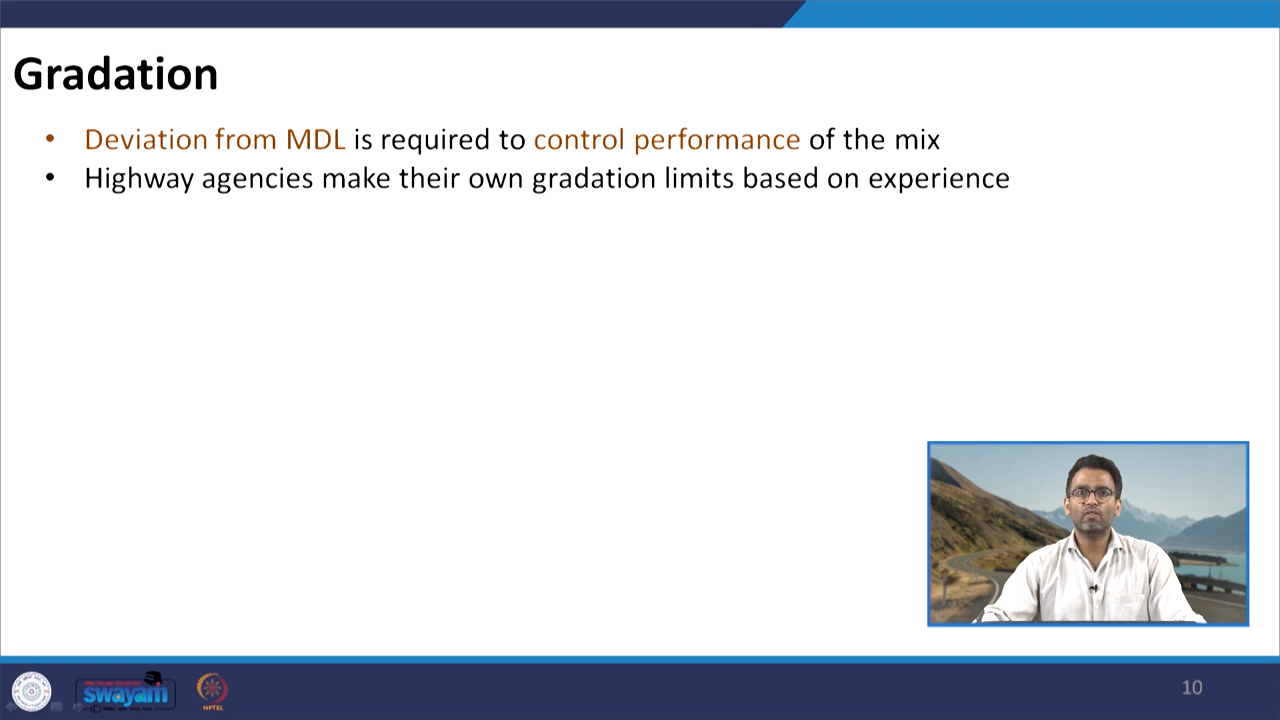 Gradation
• Deviation from MDL is required to control performance of the mix
• Highway agencies make their own gradation limits based on experience
swayam
NPTEL
10